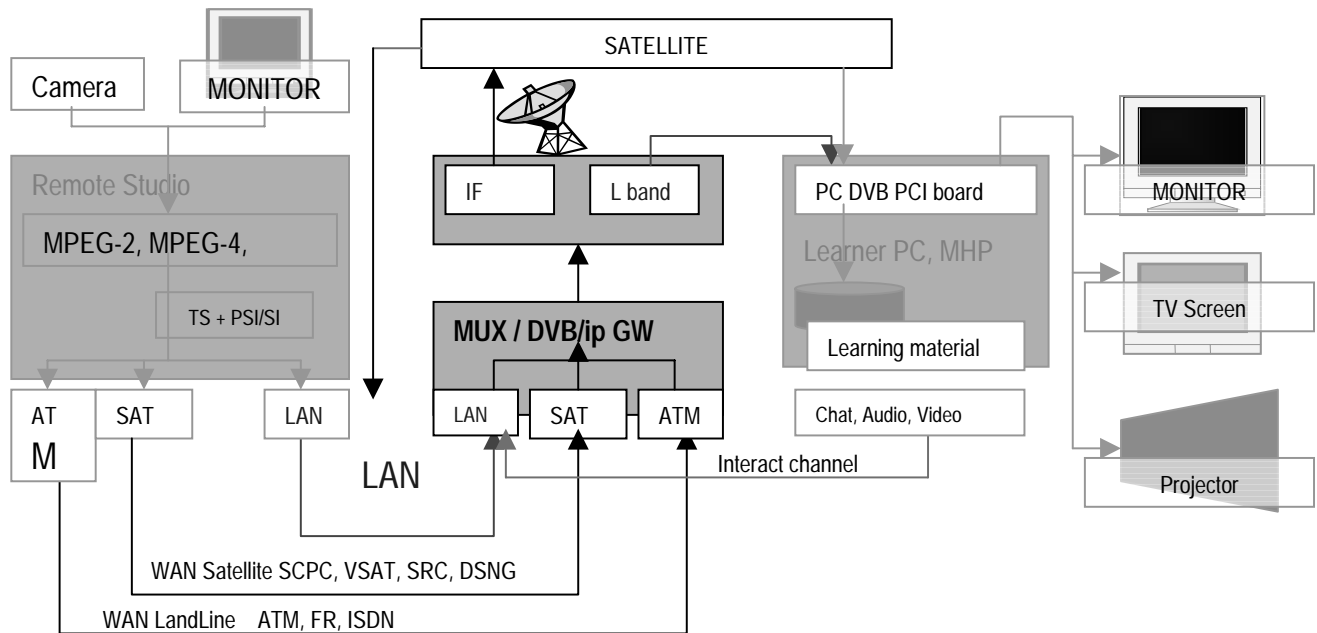 SATELLITE
Camera
MONITOR
Remote Studio
IF
L band
PC DVB PCI board
MONITOR
MPEG-2, MPEG-4,
Learner PC, MHP
TS + PSI/SI
MUX / DVB/ip GW
TV Screen
Learning material
AT
M
SAT
LAN
LAN
SAT
ATM
Chat, Audio, Video
LAN
Interact channel
Projector
WAN Satellite SCPC, VSAT, SRC, DSNG
WAN LandLine ATM, FR, ISDN